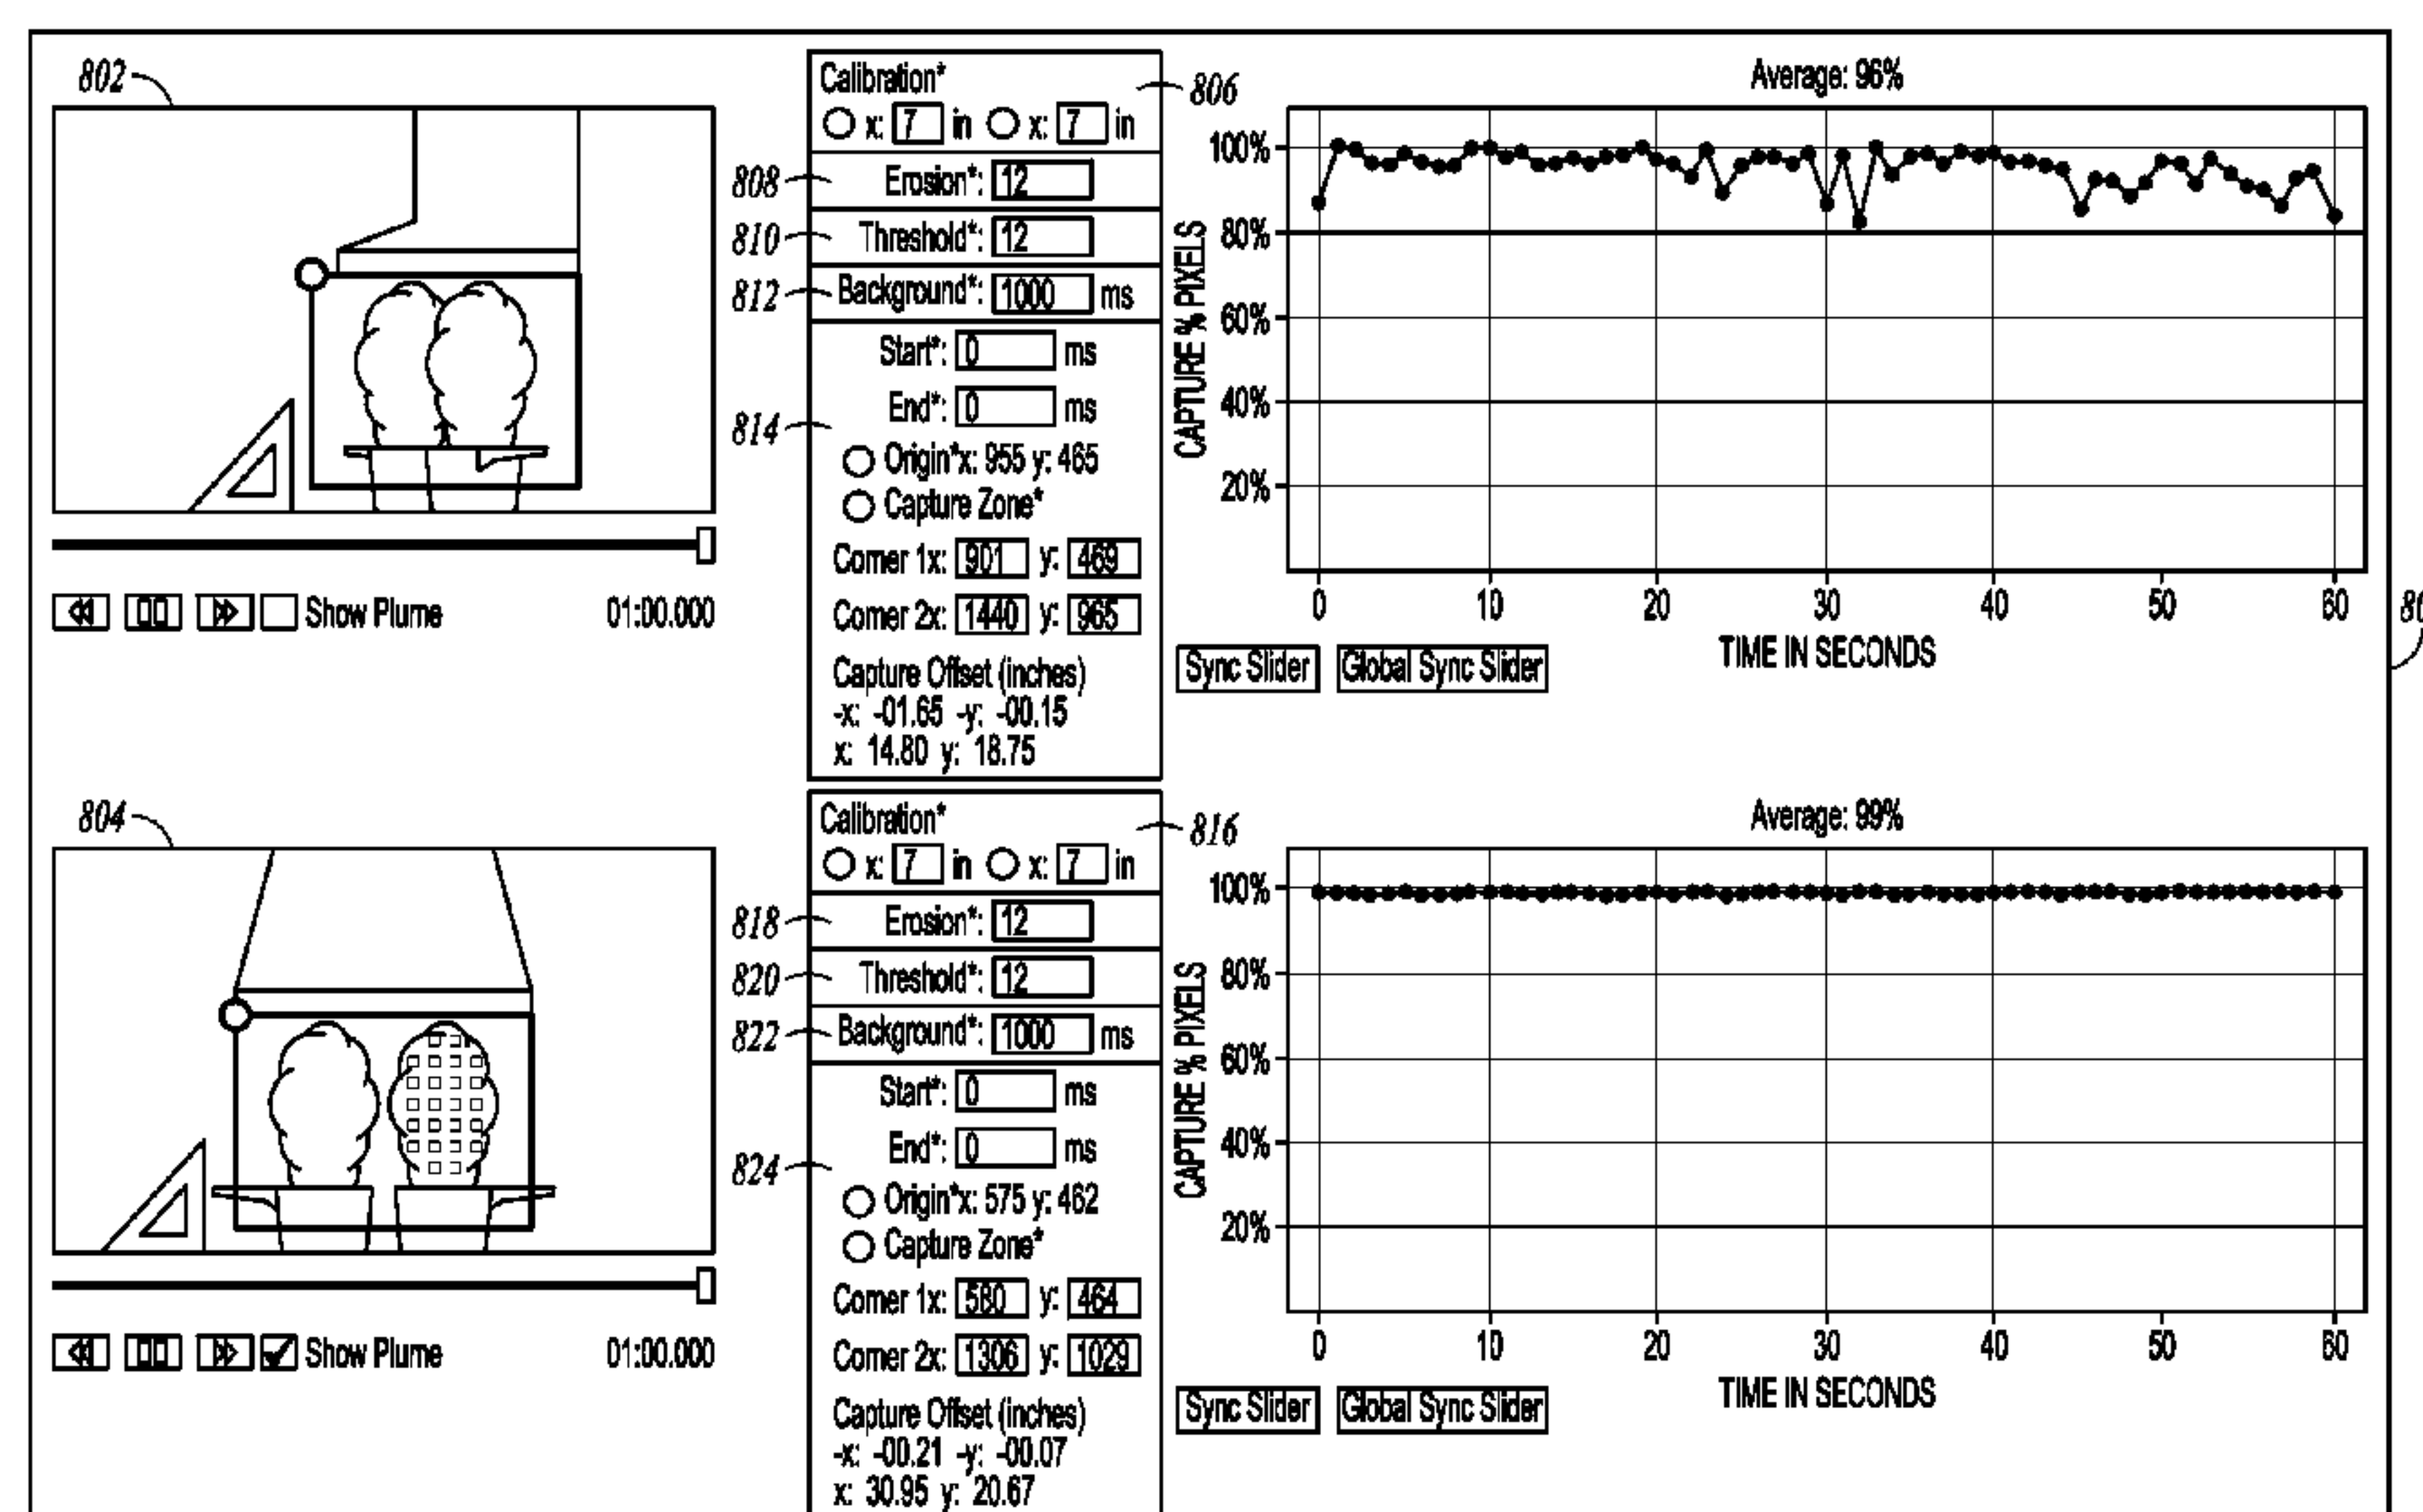 802
Calibration*
x: 7 in x: 7 in
806
808
Erosion*: 12
810
Threshold*: 12
812
Background*: 1000 ms
Start*: 0 ms
End*: 0 ms
814
Origin*x: 955 y: 465
Capture Zone*
Corner 1x: 901 y: 469
Corner 2x: 1440 y: 965
Capture Offset (inches)
-x: -01.65 -y: -00.15
x: 14.80 y: 18.75
Show Plume 01:00.000
Average: 96%
CAPTURE % PIXELS
100%
80%
60%
40%
20%
0 10 20 30 40 50 60
TIME IN SECONDS
Sync Slider Global Sync Slider
804
Calibration*
x: 7 in x: 7 in
816
818
Erosion*: 12
820
Threshold*: 12
822
Background*: 1000 ms
Start*: 0 ms
End*: 0 ms
824
Origin*x: 575 y: 462
Capture Zone*
Corner 1x: 580 y: 464
Corner 2x: 1306 y: 1029
Capture Offset (inches)
-x: -00.21 -y: -00.07
x: 30.95 y: 20.67
Show Plume 01:00.000
Average: 99%
CAPTURE % PIXELS
100%
80%
60%
40%
20%
0 10 20 30 40 50 60
TIME IN SECONDS
Sync Slider Global Sync Slider